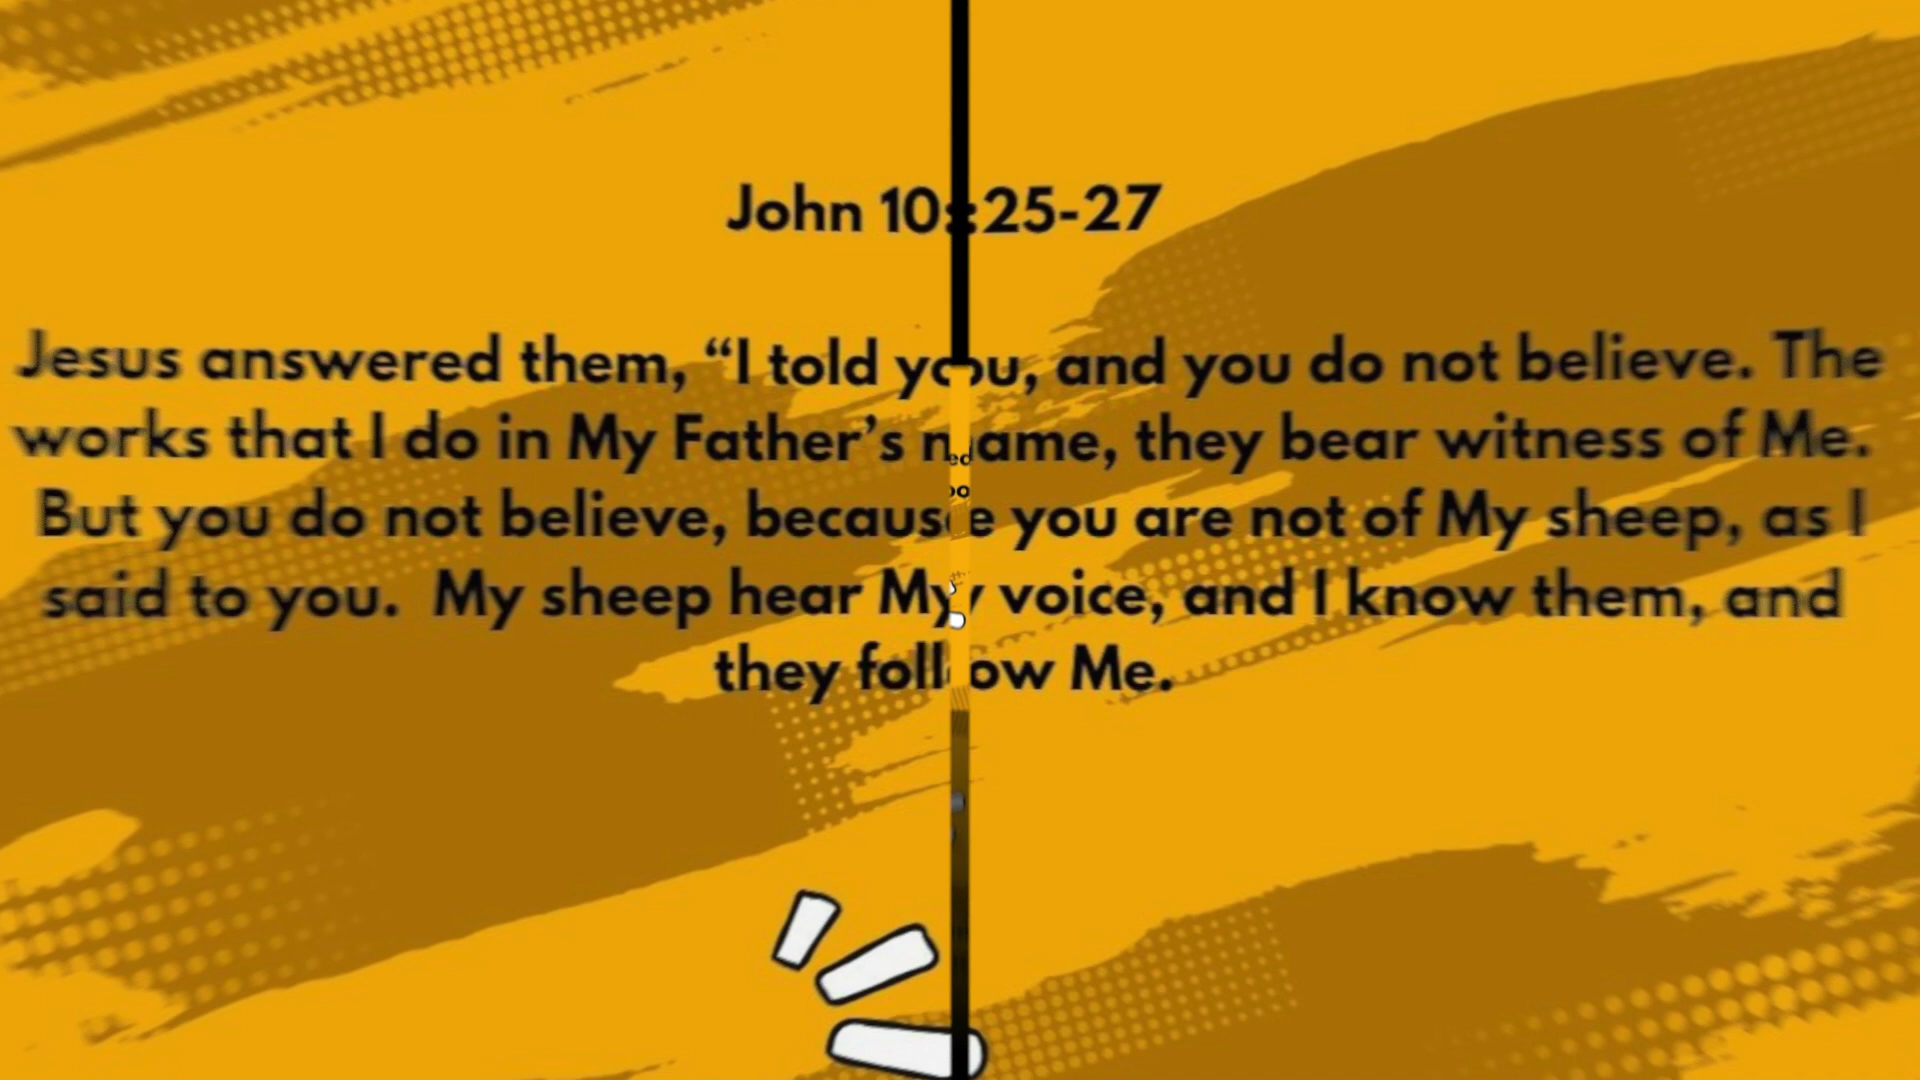 John 10:25-27
Jesus answered them, “I told you, and you do not believe. The
works that I do in My Father’s name, they bear witness of Me.
But you do not believe, because you are not of My sheep, as I
said to you. My sheep hear My voice, and I know them, and
they follow Me.